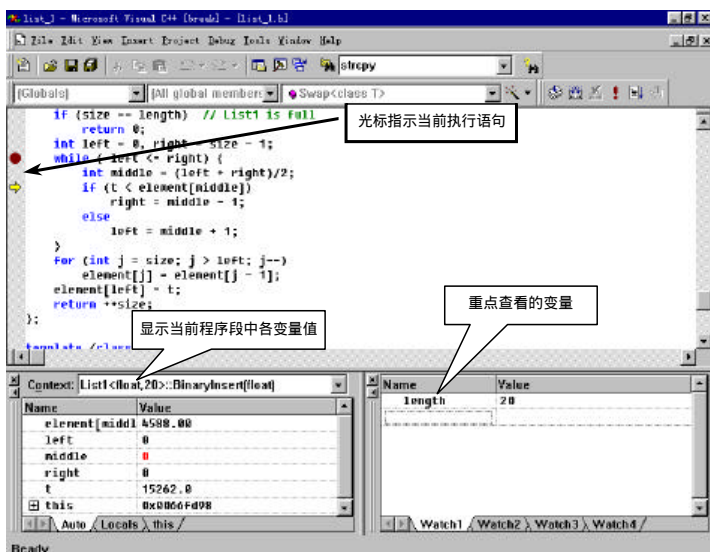 list_1 - Microsoft Visual C++ [break] - [List_1.h]
File Edit View Insert Project Debug Tools Window Help
strcpy
(Globals)
(All global members
Swap<class T>
if (size == length) // List1 is full
return 0;
光标指示当前执行语句
int left = 0, right = size - 1;
while ( left <= right) {
int middle = (left + right)/2;
if (t < element[middle])
right = middle - 1;
else
left = middle + 1;
}
for (int j = size; j > left; j--)
element[j] = element[j - 1];
element[left] = t;
return ++size;
};
显示当前程序段中各变量值
重点查看的变量
template <class
Context: List1<float,20>::BinaryInsert(float)
Name Value
element[middl 4588.00
left 0
middle 0
right 0
t 15262.0
this 0x0066fd98
Auto Locals this
Name Value
length 20
Watch1 Watch2 Watch3 Watch4
Ready